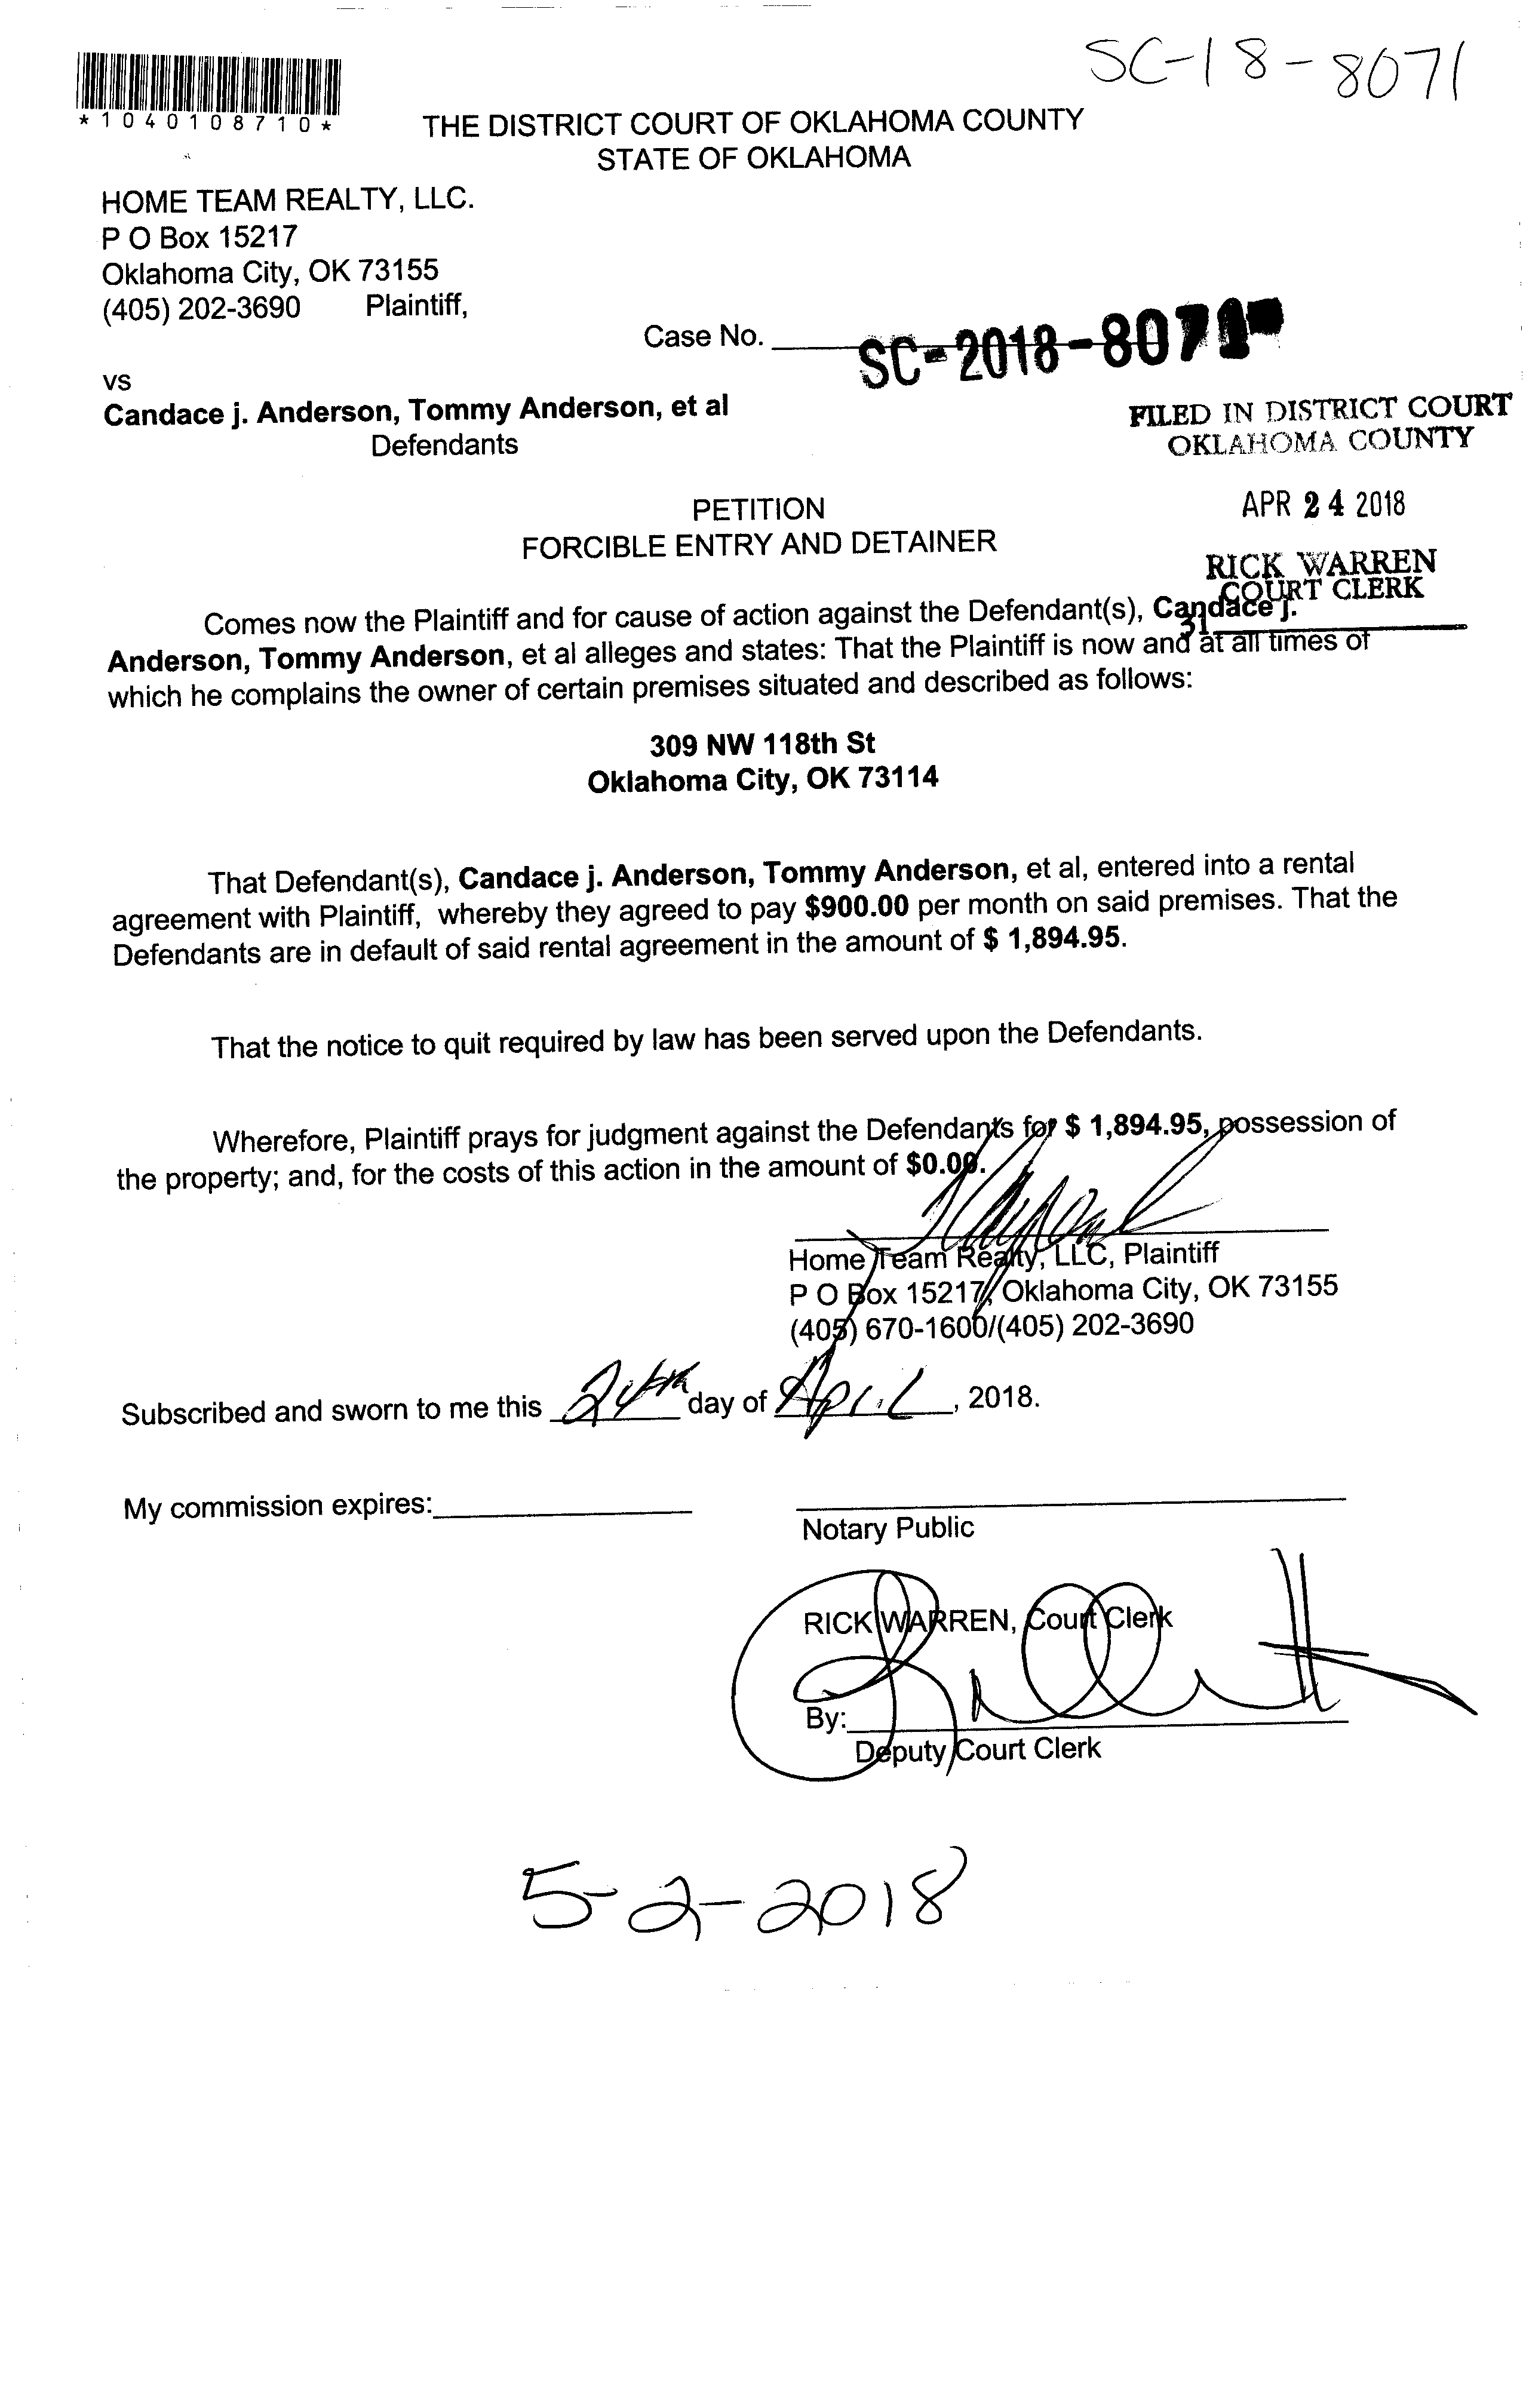 SC-18-8071
*1040108710*
THE DISTRICT COURT OF OKLAHOMA COUNTY
STATE OF OKLAHOMA
HOME TEAM REALTY, LLC.
P O Box 15217
Oklahoma City, OK 73155
(405) 202-3690 Plaintiff,
Case No. SC-2018-8071
vs
Candace j. Anderson, Tommy Anderson, et al
Defendants
FILED IN DISTRICT COURT
OKLAHOMA COUNTY
APR 24 2018
RICK WARREN
COURT CLERK
31
PETITION
FORCIBLE ENTRY AND DETAINER
Comes now the Plaintiff and for cause of action against the Defendant(s), Candace j.
Anderson, Tommy Anderson, et al alleges and states: That the Plaintiff is now and at all times of
which he complains the owner of certain premises situated and described as follows:
309 NW 118th St
Oklahoma City, OK 73114
That Defendant(s), Candace j. Anderson, Tommy Anderson, et al, entered into a rental
agreement with Plaintiff, whereby they agreed to pay $900.00 per month on said premises. That the
Defendants are in default of said rental agreement in the amount of $ 1,894.95.
That the notice to quit required by law has been served upon the Defendants.
Wherefore, Plaintiff prays for judgment against the Defendants for $ 1,894.95, possession of
the property; and, for the costs of this action in the amount of $0.00.
Home Team Realty, LLC, Plaintiff
P O Box 15217, Oklahoma City, OK 73155
(405) 670-1600/(405) 202-3690
Subscribed and sworn to me this 24th day of April, 2018.
My commission expires:
Notary Public
RICK WARREN, Court Clerk
By:
Deputy Court Clerk
5-2-2018